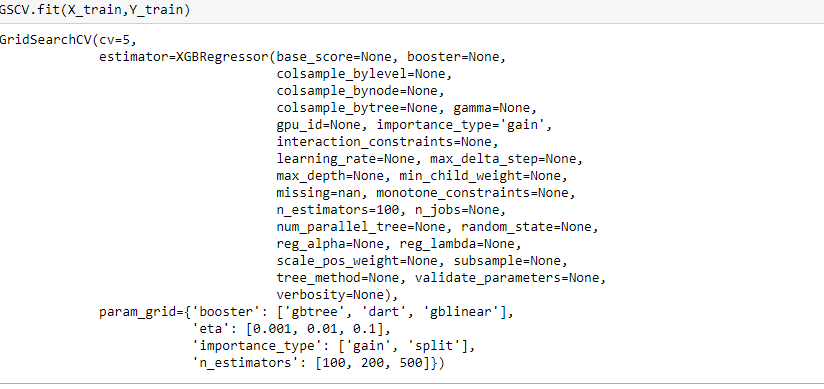 GSCV.fit(X_train,Y_train)
GridSearchCV(cv=5,
estimator=XGBRegressor(base_score=None, booster=None,
colsample_bylevel=None,
colsample_bynode=None,
colsample_bytree=None, gamma=None,
gpu_id=None, importance_type='gain',
interaction_constraints=None,
learning_rate=None, max_delta_step=None,
max_depth=None, min_child_weight=None,
missing=nan, monotone_constraints=None,
n_estimators=100, n_jobs=None,
num_parallel_tree=None, random_state=None,
reg_alpha=None, reg_lambda=None,
scale_pos_weight=None, subsample=None,
tree_method=None, validate_parameters=None,
verbosity=None),
param_grid={'booster': ['gbtree', 'dart', 'gblinear'],
'eta': [0.001, 0.01, 0.1],
'importance_type': ['gain', 'split'],
'n_estimators': [100, 200, 500]})